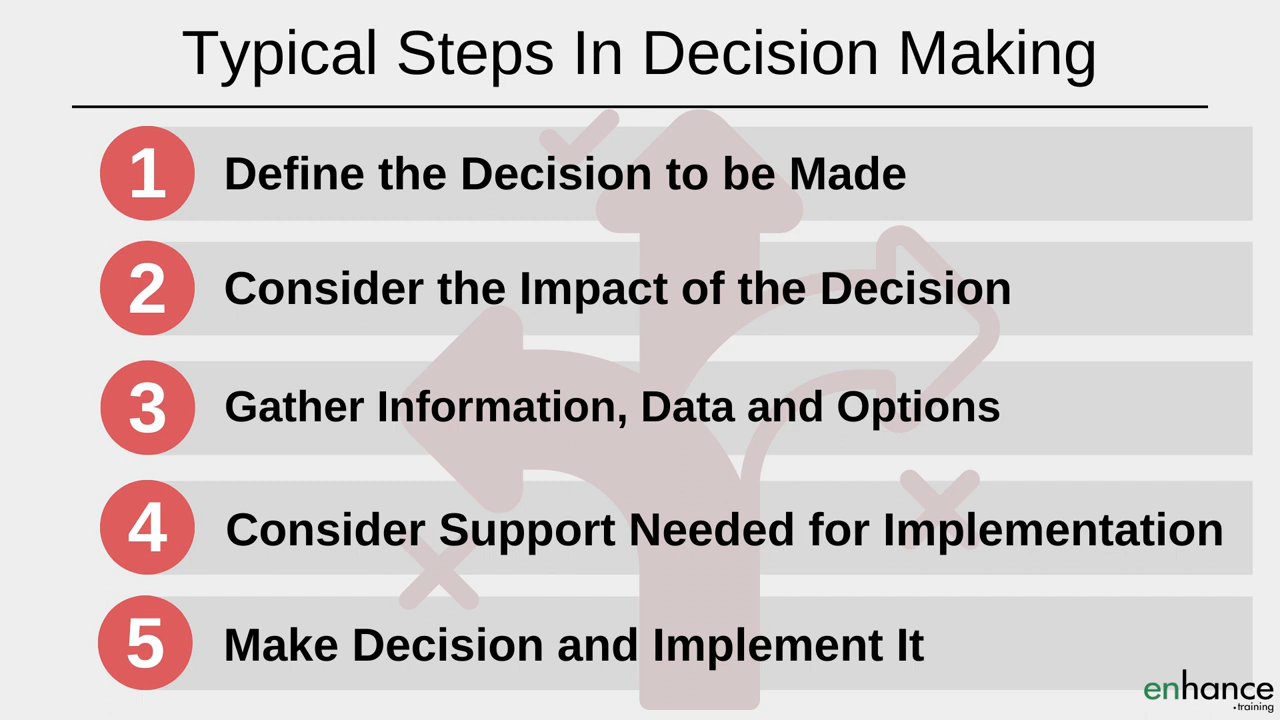 Typical Steps In Decision Making
1 Define the Decision to be Made
2 Consider the Impact of the Decision
3 Gather Information, Data and Options
4 Consider Support Needed for Implementation
5 Make Decision and Implement It
enhance
•training